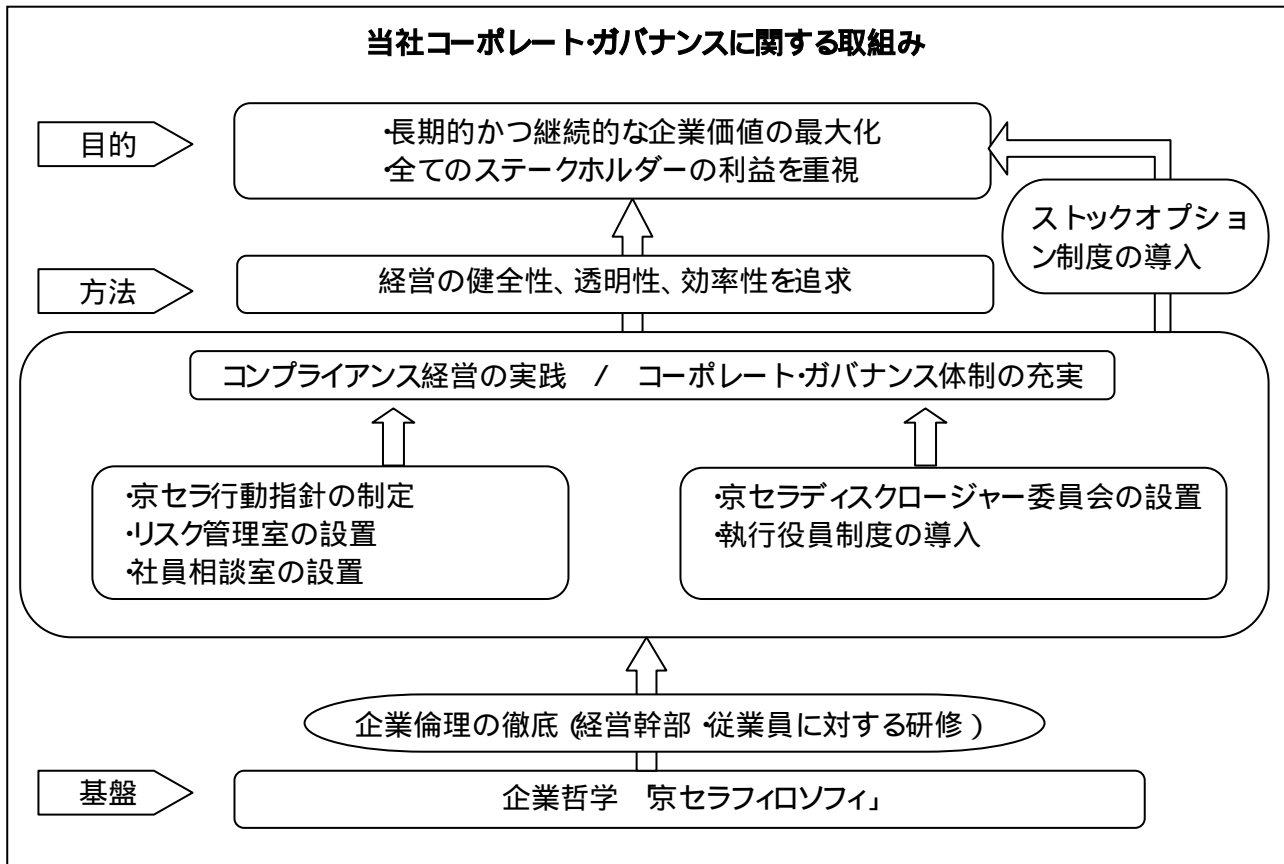 当社コーポレート・ガバナンスに関する取組み
目的
・長期的かつ継続的な企業価値の最大化
・全てのステークホルダーの利益を重視
ストックオプショ
ン制度の導入
方法
経営の健全性、透明性、効率性を追求
コンプライアンス経営の実践 / コーポレート・ガバナンス体制の充実
・京セラ行動指針の制定
・リスク管理室の設置
・社員相談室の設置
・京セラディスクロージャー委員会の設置
・執行役員制度の導入
企業倫理の徹底(経営幹部・従業員に対する研修)
基盤
企業哲学 「京セラフィロソフィ」